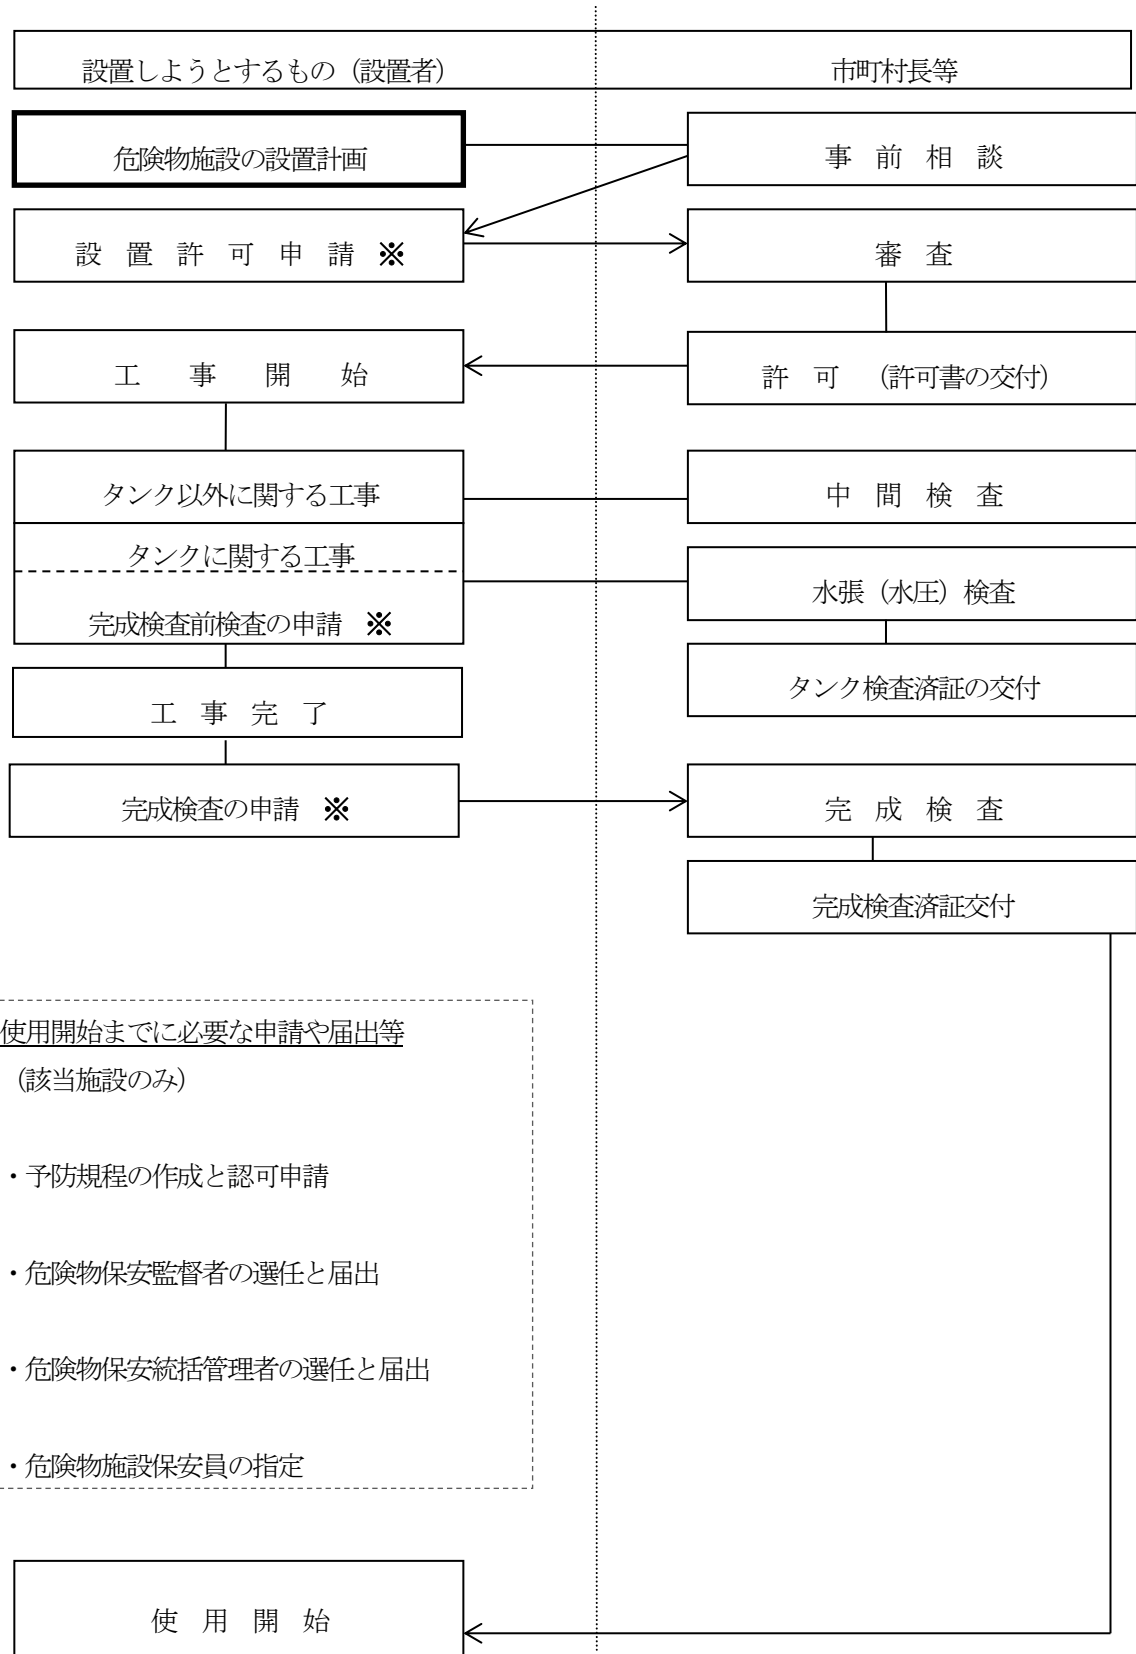 設置しようとするもの（設置者）　市町村長等
危険物施設の設置計画
事　前　相　談
設　置　許　可　申　請　※
審　査
工　事　開　始
許　可　（許可書の交付）
タンク以外に関する工事
中　間　検　査
タンクに関する工事
完成検査前検査の申請　※
水張（水圧）検査
タンク検査済証の交付
工　事　完　了
完成検査の申請　※
完　成　検　査
完成検査済証交付
使用開始までに必要な申請や届出等
（該当施設のみ）
・予防規程の作成と認可申請
・危険物保安監督者の選任と届出
・危険物保安統括管理者の選任と届出
・危険物施設保安員の指定
使　用　開　始